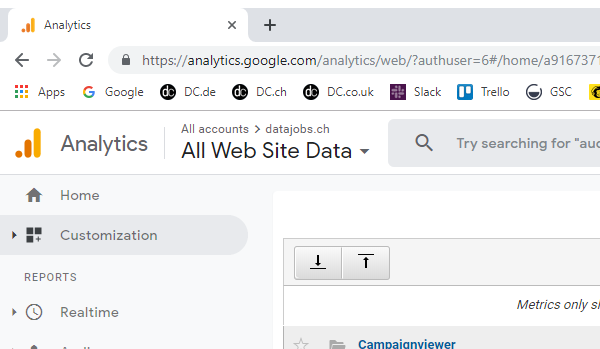 Analytics
https://analytics.google.com/analytics/web/?authuser=6#/home/a9167371
Apps Google DC.de DC.ch DC.co.uk Slack Trello GSC
Analytics
All accounts > datajobs.ch
All Web Site Data
Try searching for "aud
Home
Customization
REPORTS
Realtime
Metrics only s
Campaignviewer